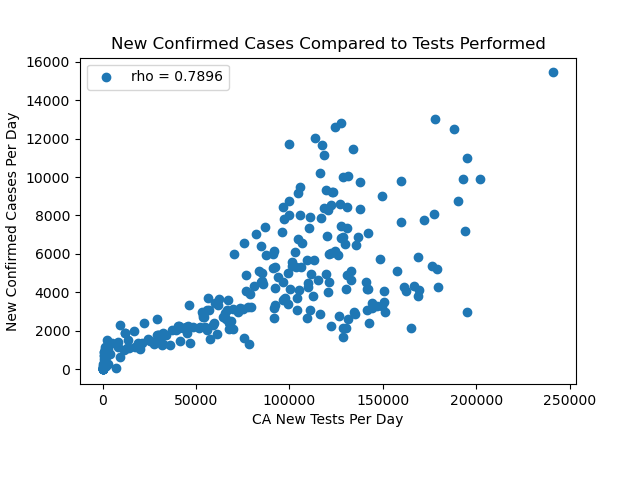 New Confirmed Cases Compared to Tests Performed
rho = 0.7896
16000
14000
12000
10000
8000
6000
4000
2000
0
New Confirmed Caeses Per Day
0 50000 100000 150000 200000 250000
CA New Tests Per Day